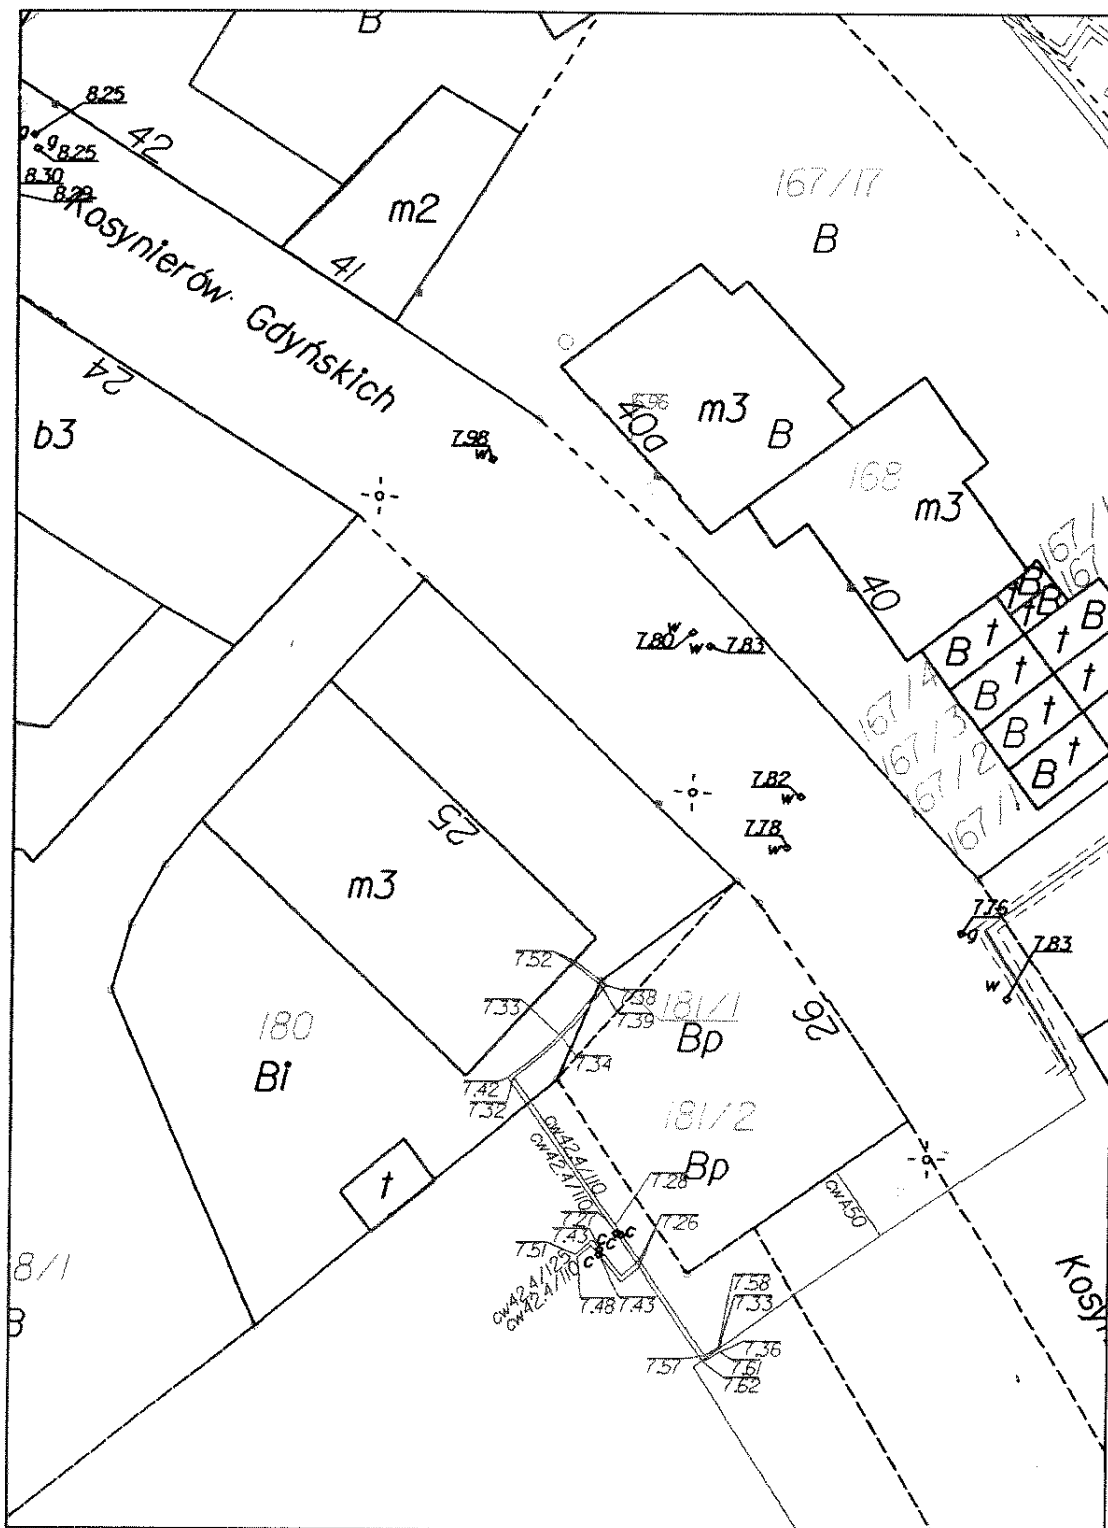 B
8.25
g
g 8.25
42
8.30
8.29
Kosynierów Gdyńskich
m2
41
167/17
B
24
b3
40a
m3
B
7.98
w
168
m3
40
B
t
B
t
B
t
B
t
B
t
B
t
B
t
w
7.80
w
7.83
167/4
167/3
167/2
167/1
7.82
w
7.78
w
25
m3
7.76
g
7.83
w
7.52
7.38
7.39
7.33
7.34
181/1
Bp
26
180
Bi
7.42
7.32
181/2
Bp
cw42.A/110
cw42.A/110
t
7.28
7.27
7.43
7.26
7.51
c
c
c
c
cw42.A/125
cw42.A/110
7.48
7.43
cwA50
8/1
B
7.58
7.33
7.57
7.36
7.61
7.62
Kosy